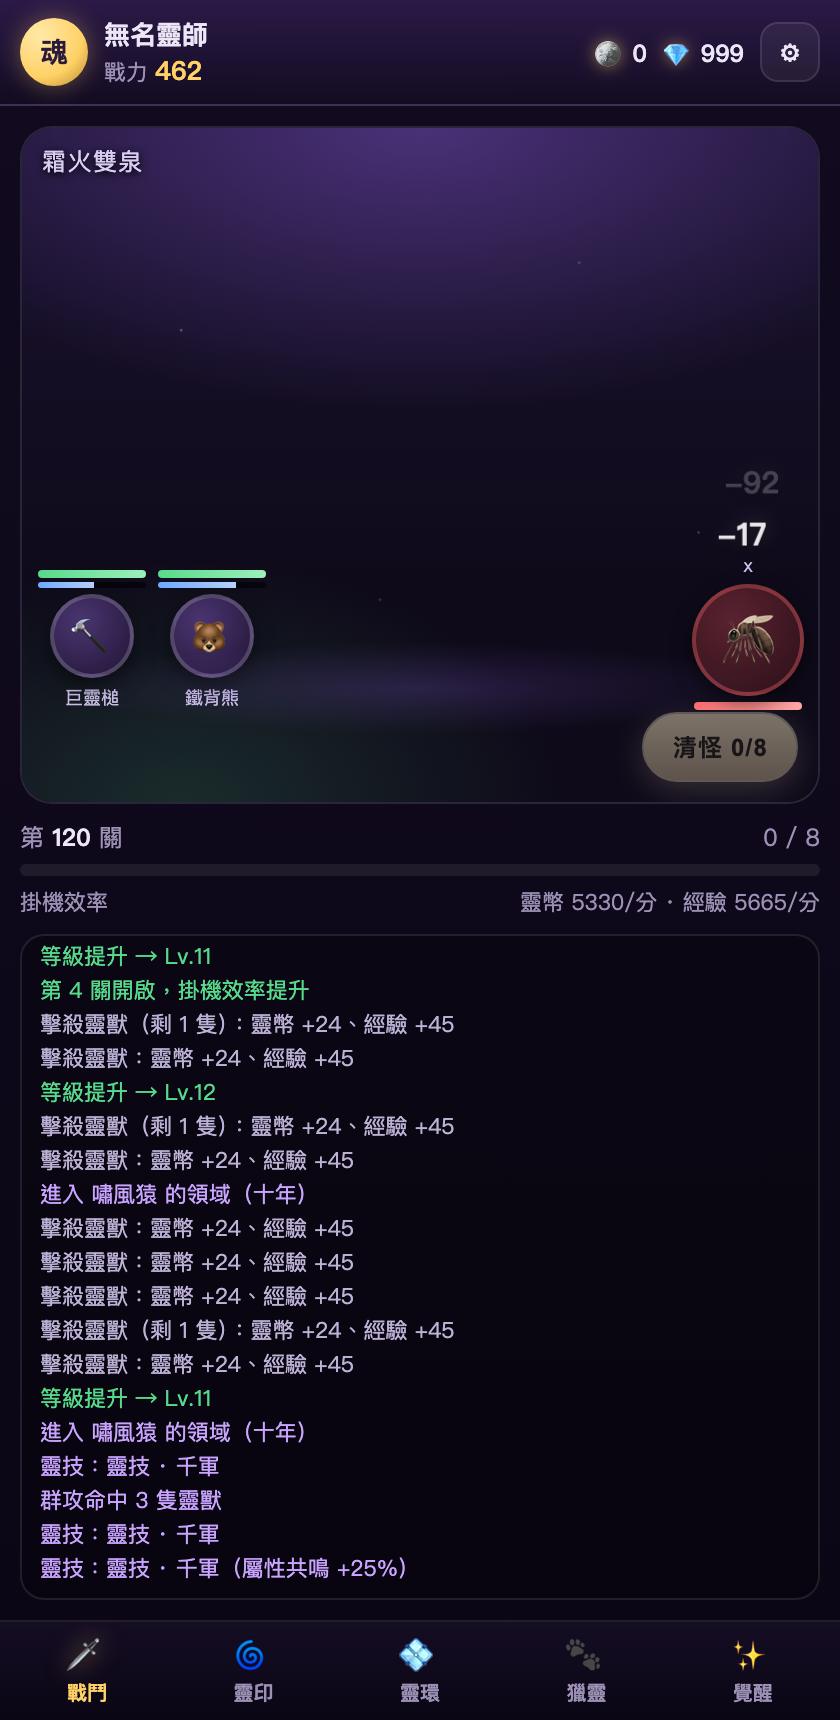 魂
無名靈師
戰力 462
0
999
霜火雙泉
-92
-17
x
巨靈槌
鐵背熊
清怪 0/8
第 120 關
0 / 8
掛機效率
靈幣 5330/分 · 經驗 5665/分
等級提升 → Lv.11
第 4 關開啟，掛機效率提升
擊殺靈獸（剩 1 隻）：靈幣 +24、經驗 +45
擊殺靈獸：靈幣 +24、經驗 +45
等級提升 → Lv.12
擊殺靈獸（剩 1 隻）：靈幣 +24、經驗 +45
擊殺靈獸：靈幣 +24、經驗 +45
進入 嘯風猿 的領域（十年）
擊殺靈獸：靈幣 +24、經驗 +45
擊殺靈獸：靈幣 +24、經驗 +45
擊殺靈獸：靈幣 +24、經驗 +45
擊殺靈獸（剩 1 隻）：靈幣 +24、經驗 +45
擊殺靈獸：靈幣 +24、經驗 +45
等級提升 → Lv.11
進入 嘯風猿 的領域（十年）
靈技：靈技 · 千軍
群攻命中 3 隻靈獸
靈技：靈技 · 千軍
靈技：靈技 · 千軍（屬性共鳴 +25%）
戰鬥
靈印
靈環
獵靈
覺醒